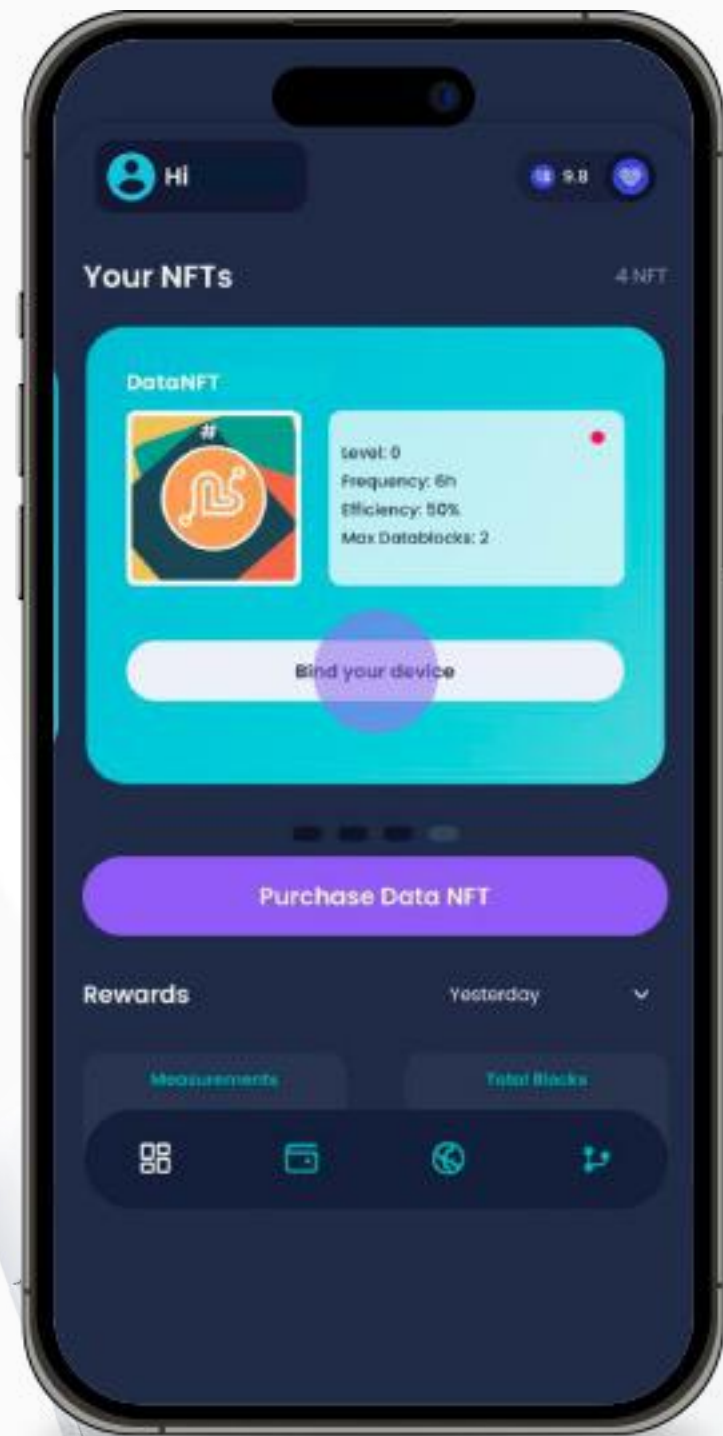 Hi
9.8
Your NFTs
4 NFT
DataNFT
#
Level: 0
Frequency: 6h
Efficiency: 50%
Max Datablocks: 2
Bind your device
Purchase Data NFT
Rewards
Yesterday
Measurements
Total Blocks